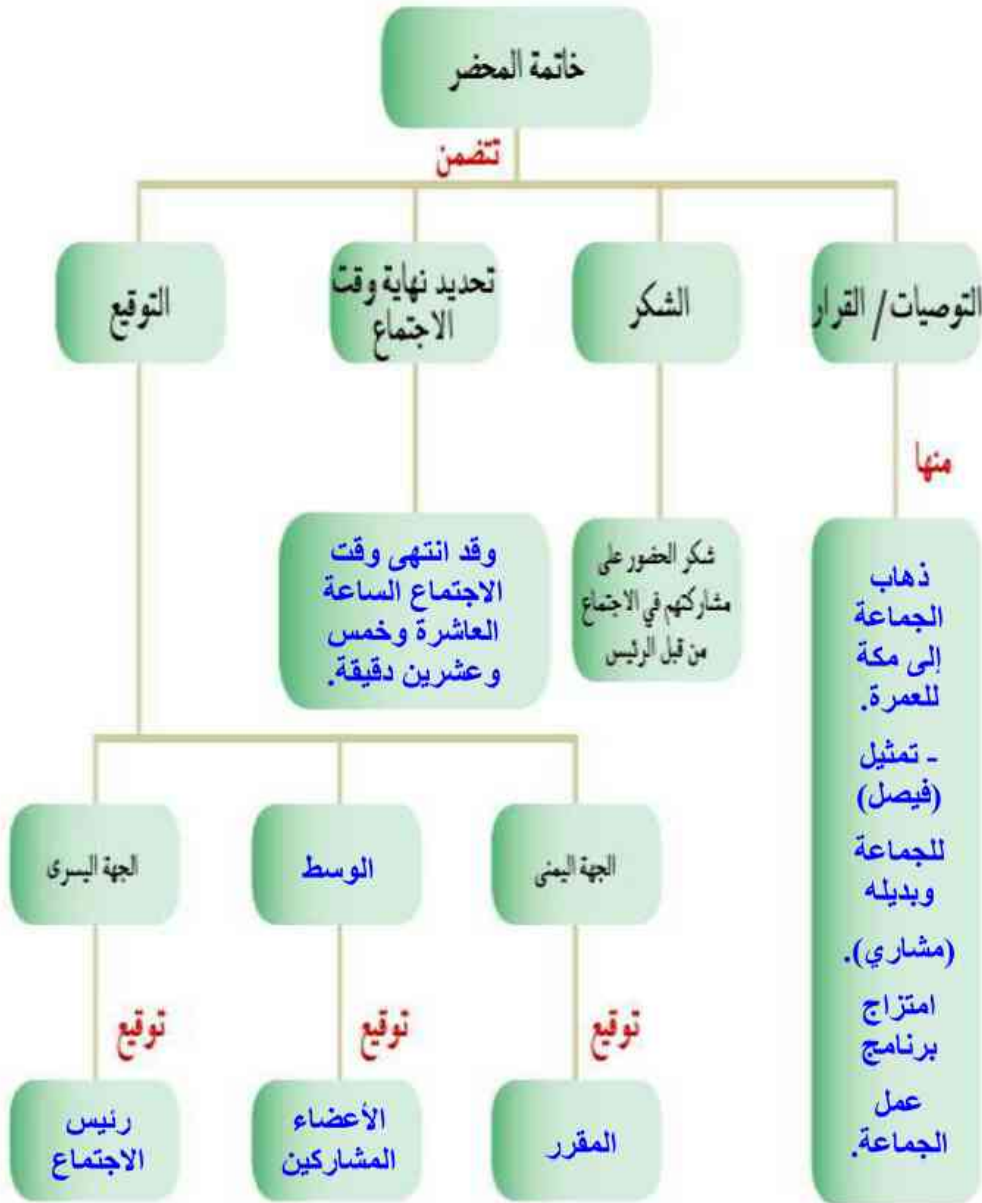 خاتمة المحضر
تتضمن
التوصيات/ القرار
الشكر
تحديد نهاية وقت
الاجتماع
التوقيع
منها
ذهاب
الجماعة
إلى مكة
للعمرة.
- تمثيل
(فيصل)
للجماعة
وبديله
(مشاري).
امتزاج
برنامج
عمل
الجماعة.
شكر الحضور على
مشاركتهم في الاجتماع
من قبل الرئيس
وقد انتهى وقت
الاجتماع الساعة
العاشرة وخمس
وعشرين دقيقة.
الجهة اليمنى
الوسط
الجهة اليسرى
توقيع
توقيع
توقيع
المقرر
الأعضاء
المشاركين
رئيس
الاجتماع